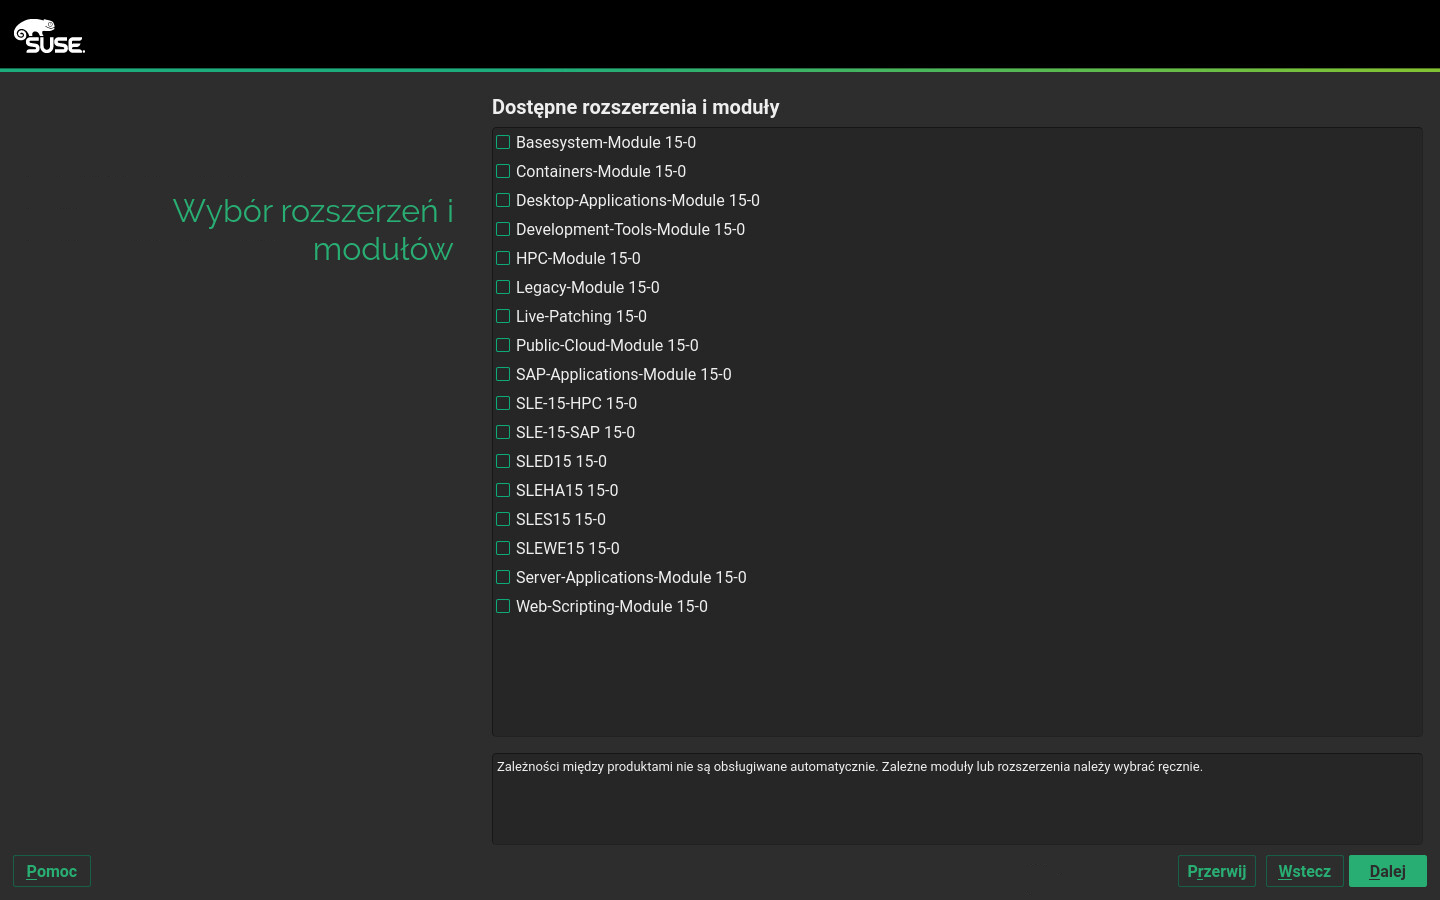 SUSE
Dostępne rozszerzenia i moduły
Wybór rozszerzeń i
modułów
Basesystem-Module 15-0
Containers-Module 15-0
Desktop-Applications-Module 15-0
Development-Tools-Module 15-0
HPC-Module 15-0
Legacy-Module 15-0
Live-Patching 15-0
Public-Cloud-Module 15-0
SAP-Applications-Module 15-0
SLE-15-HPC 15-0
SLE-15-SAP 15-0
SLED15 15-0
SLEHA15 15-0
SLES15 15-0
SLEWE15 15-0
Server-Applications-Module 15-0
Web-Scripting-Module 15-0
Zależności między produktami nie są obsługiwane automatycznie. Zależne moduły lub rozszerzenia należy wybrać ręcznie.
Pomoc
Przerwij
Wstecz
Dalej